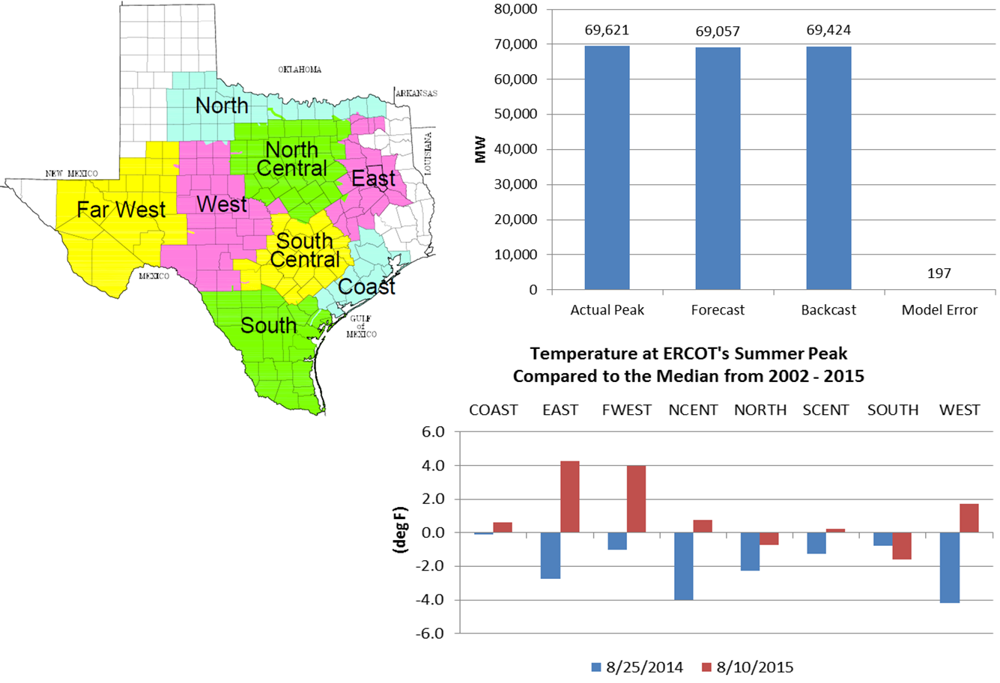 OKLAHOMA
ARKANSAS
North
LOUISIANA
North
Central
NEW MEXICO
East
Far West
West
South
Central
MEXICO
Coast
South
GULF
of
MEXICO
80,000
70,000
60,000
50,000
40,000
30,000
20,000
10,000
0
MW
69,621
69,057
69,424
197
Actual Peak
Forecast
Backcast
Model Error
Temperature at ERCOT's Summer Peak
Compared to the Median from 2002 - 2015
COAST EAST FWEST NCENT NORTH SCENT SOUTH WEST
6.0
4.0
2.0
0.0
-2.0
-4.0
-6.0
(deg F)
8/25/2014 8/10/2015